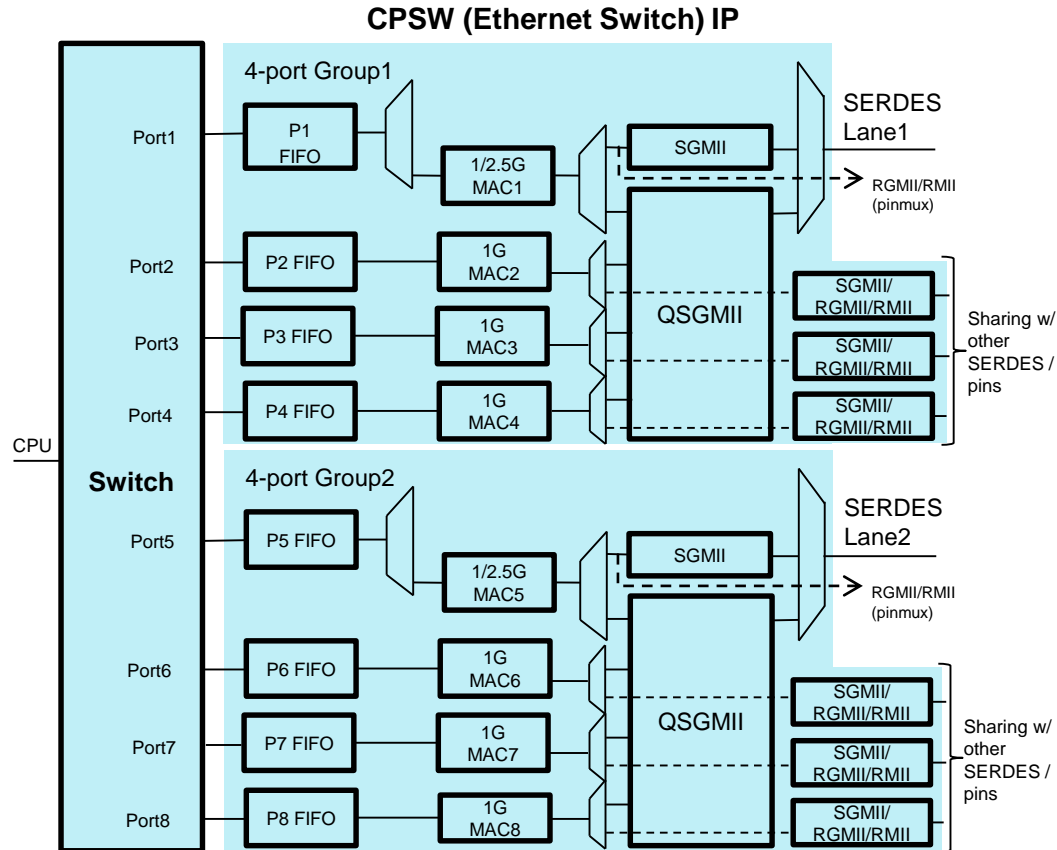 CPSW (Ethernet Switch) IP
4-port Group1
SERDES
Lane1
Port1
P1
FIFO
SGMII
1/2.5G
MAC1
RGMII/RMII
(pinmux)
Port2
P2 FIFO
1G
MAC2
QSGMII
SGMII/
RGMII/RMII
Port3
P3 FIFO
1G
MAC3
SGMII/
RGMII/RMII
Sharing w/
other
SERDES /
pins
Port4
P4 FIFO
1G
MAC4
SGMII/
RGMII/RMII
CPU
Switch
4-port Group2
SERDES
Lane2
Port5
P5 FIFO
SGMII
1/2.5G
MAC5
RGMII/RMII
(pinmux)
Port6
P6 FIFO
1G
MAC6
QSGMII
SGMII/
RGMII/RMII
Port7
P7 FIFO
1G
MAC7
SGMII/
RGMII/RMII
Sharing w/
other
SERDES /
pins
Port8
P8 FIFO
1G
MAC8
SGMII/
RGMII/RMII